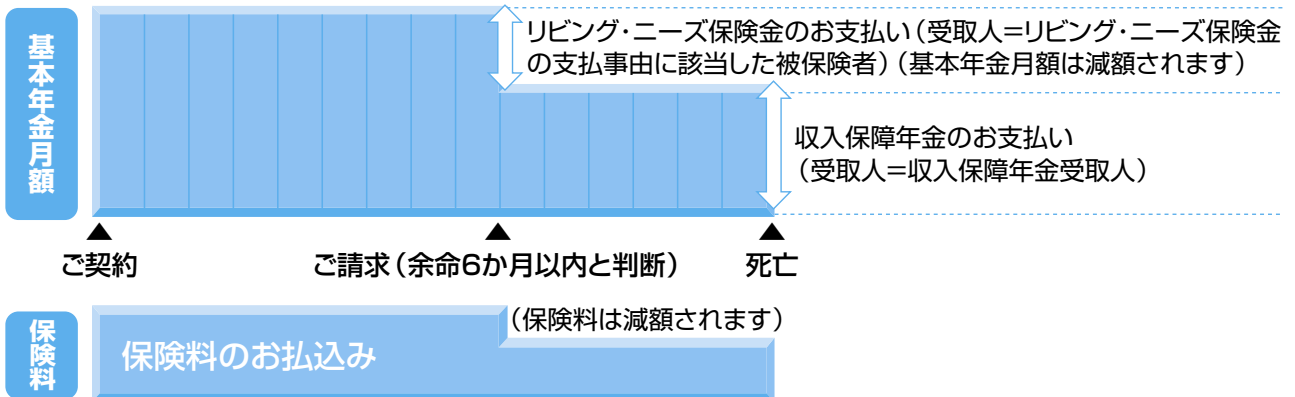 基本年金月額
リビング・ニーズ保険金のお支払い（受取人＝リビング・ニーズ保険金
の支払事由に該当した被保険者）（基本年金月額は減額されます）
収入保障年金のお支払い
（受取人＝収入保障年金受取人）
ご契約
ご請求（余命6か月以内と判断）
死亡
保険料
（保険料は減額されます）
保険料のお払込み